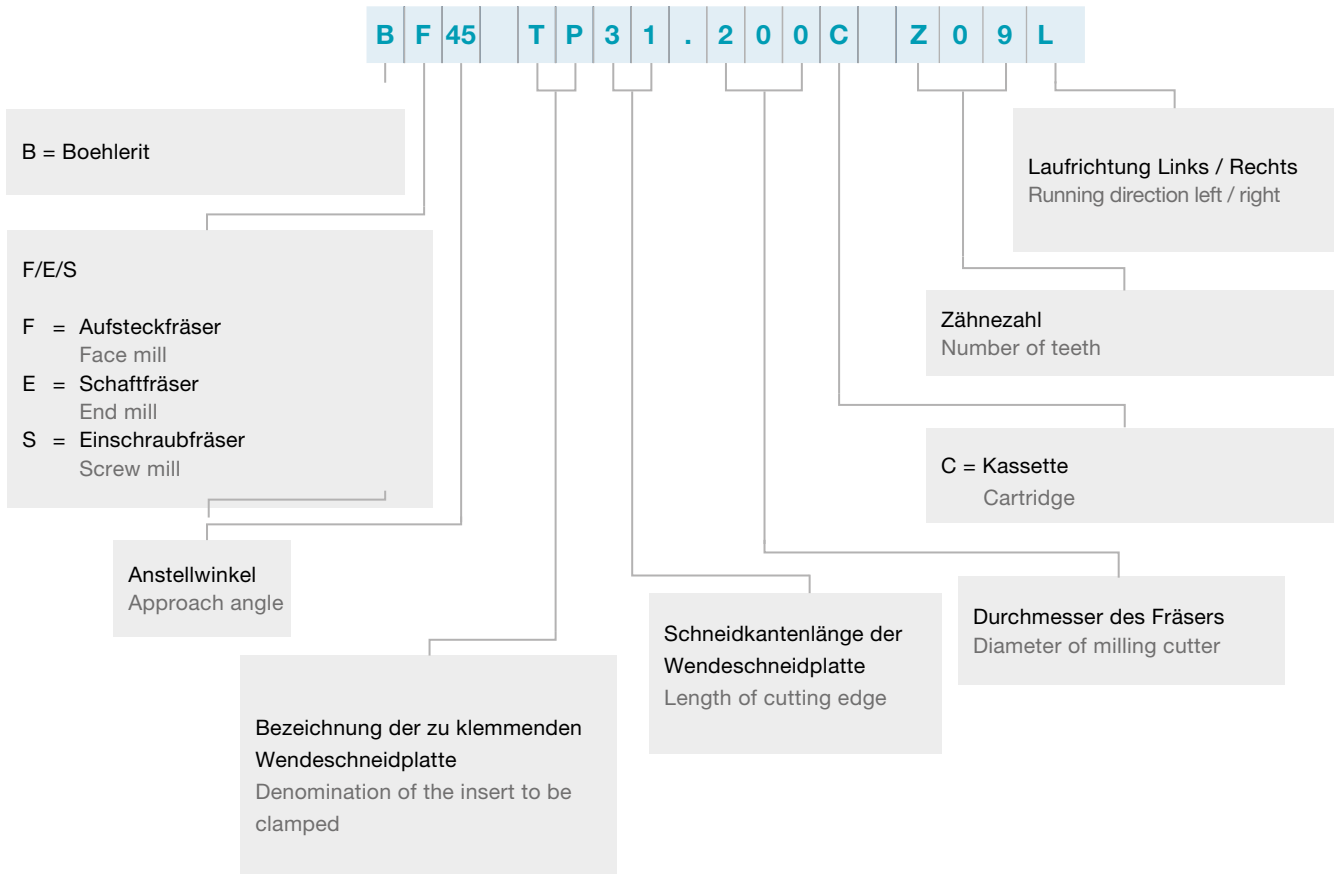 B F 45 T P 3 1 . 2 0 0 C Z 0 9 L
B = Boehlerit
F/E/S
F = Aufsteckfräser
Face mill
E = Schaftfräser
End mill
S = Einschraubfräser
Screw mill
Anstellwinkel
Approach angle
Bezeichnung der zu klemmenden
Wendeschneidplatte
Denomination of the insert to be
clamped
Schneidkantenlänge der
Wendeschneidplatte
Length of cutting edge
Durchmesser des Fräsers
Diameter of milling cutter
C = Kassette
Cartridge
Zähnezahl
Number of teeth
Laufrichtung Links / Rechts
Running direction left / right